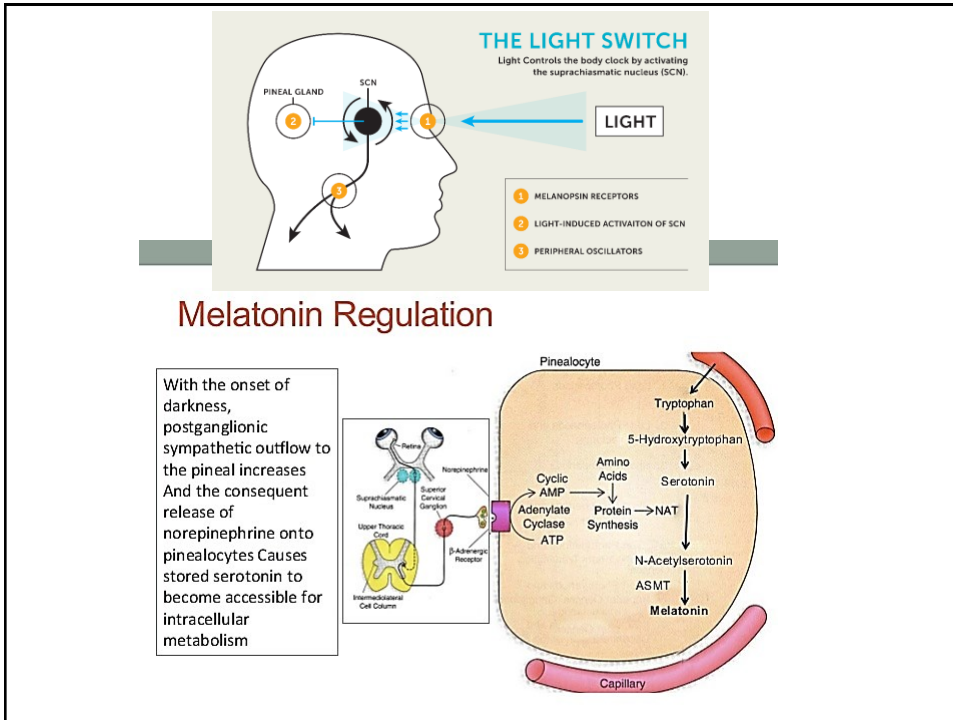 THE LIGHT SWITCH
Light Controls the body clock by activating
the suprachiasmatic nucleus (SCN).
SCN
PINEAL GLAND
2
1
LIGHT
3
1 MELANOPSIN RECEPTORS
2 LIGHT-INDUCED ACTIVAITON OF SCN
3 PERIPHERAL OSCILLATORS
Melatonin Regulation
With the onset of
darkness,
postganglionic
sympathetic outflow to
the pineal increases
And the consequent
release of
norepinephrine onto
pinealocytes Causes
stored serotonin to
become accessible for
intracellular
metabolism
Retina
Suprachiasmatic
Nucleus
Superior
Cervical
Ganglion
Upper Thoracic
Cord
Intermediolateral
Cell Column
Norepinephrine
β-Adrenergic
Receptor
Pinealocyte
Tryptophan
5-Hydroxytryptophan
Serotonin
Amino
Acids
Cyclic
AMP
Adenylate
Cyclase
ATP
Protein
Synthesis
NAT
N-Acetylserotonin
ASMT
Melatonin
Capillary